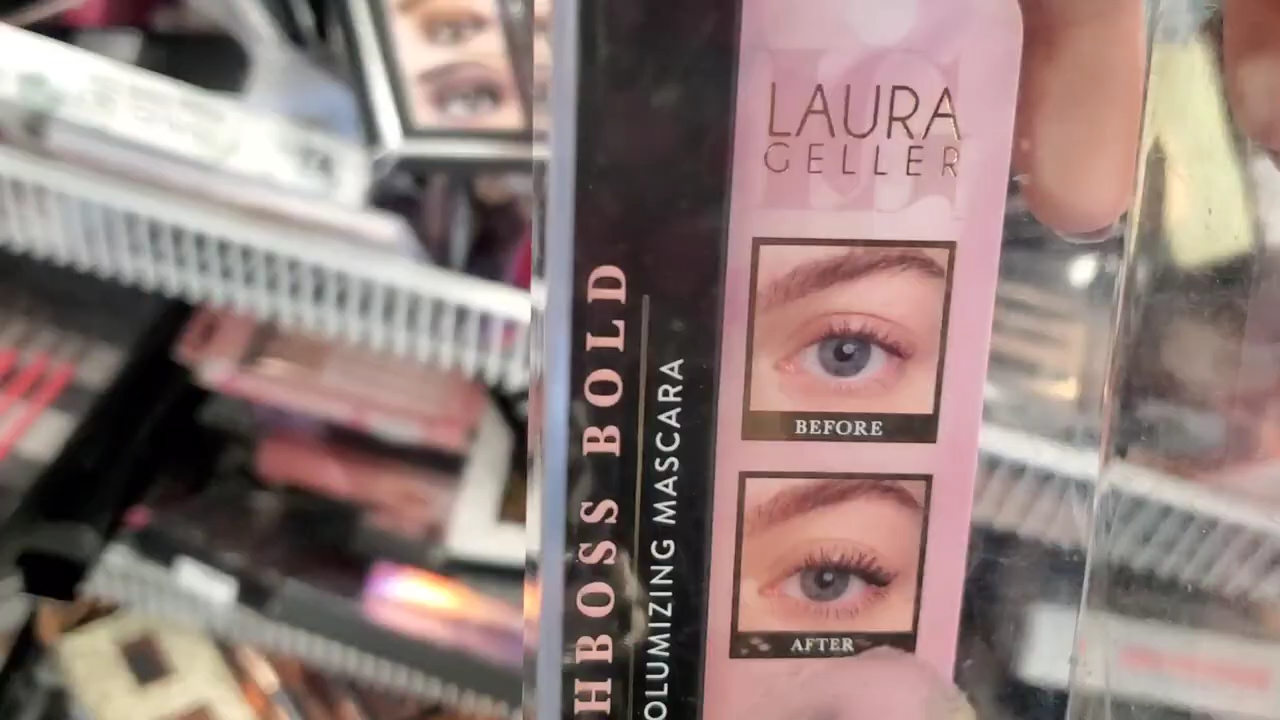 LAURA
GELLER
BEFORE
AFTER
HBOSS BOLD
OLUMIZING MASCARA